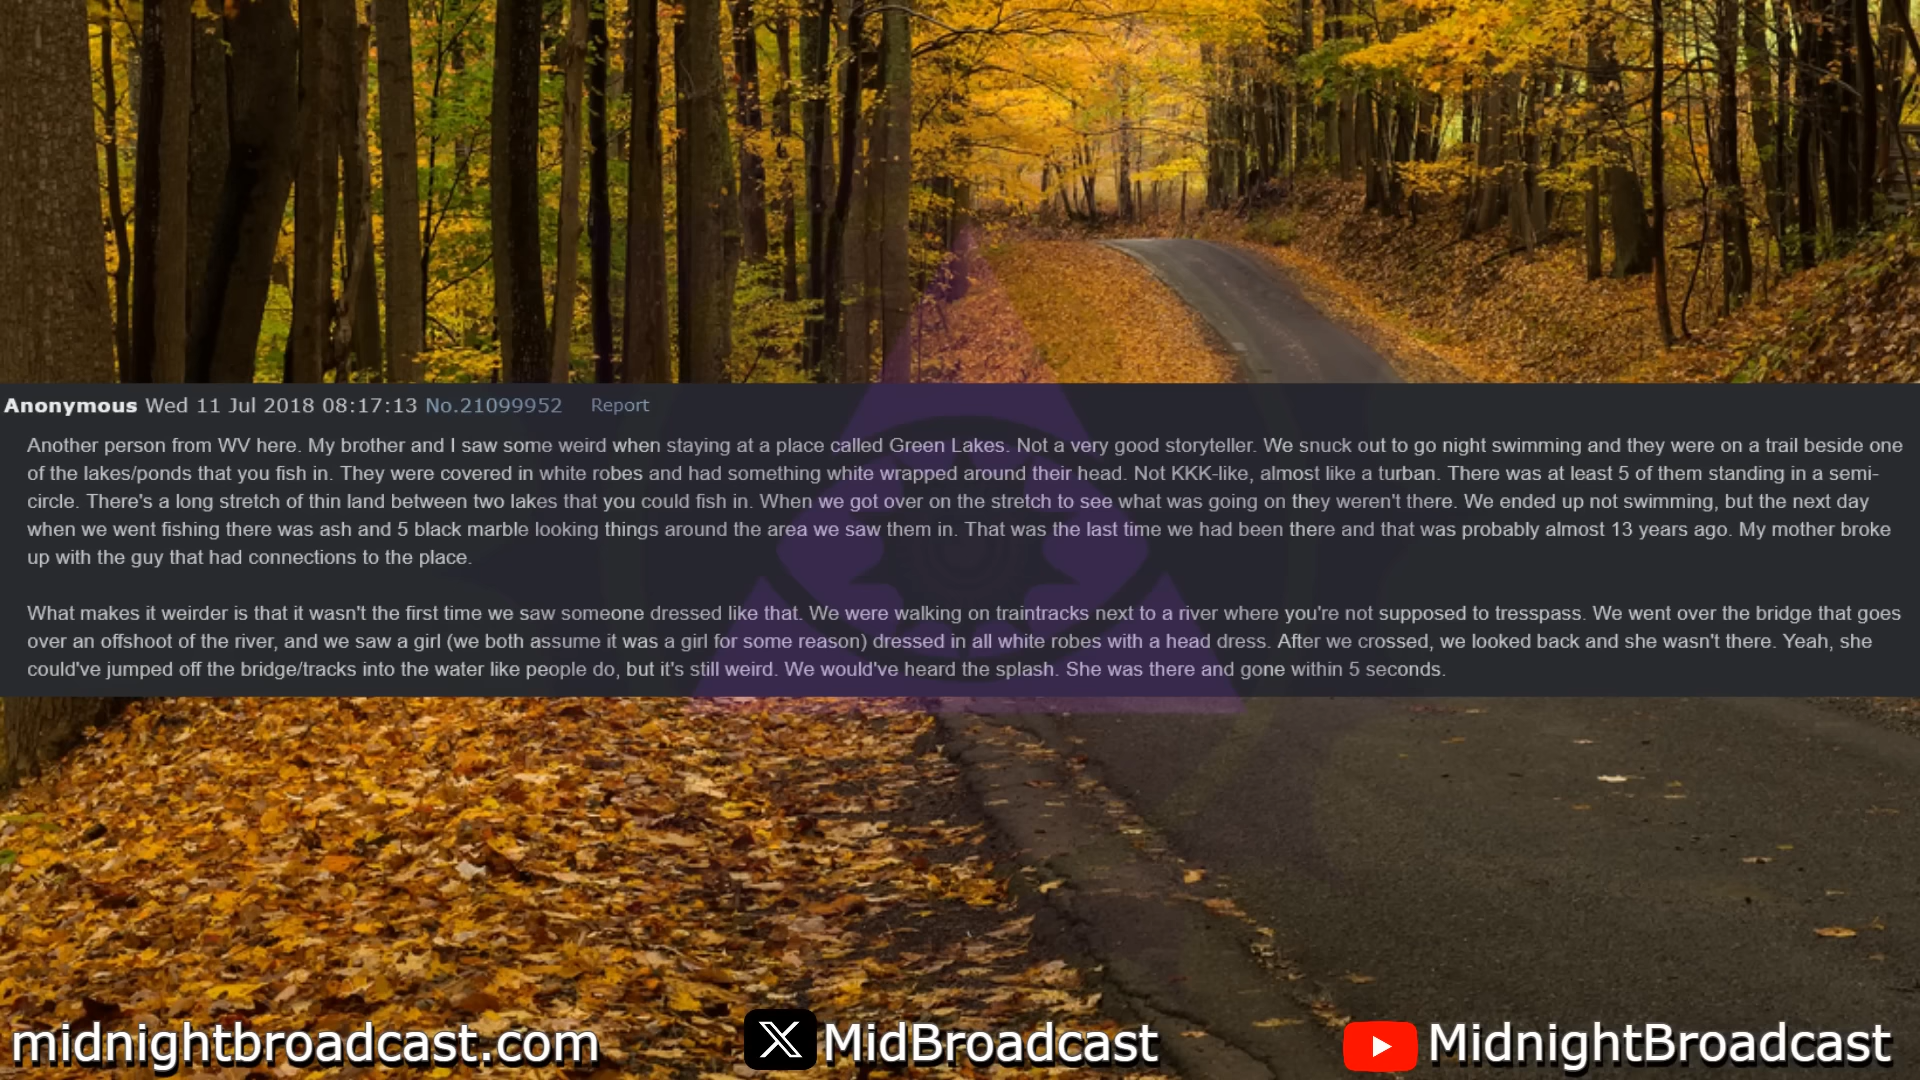 Anonymous Wed 11 Jul 2018 08:17:13 No.21099952 Report
Another person from WV here. My brother and I saw some weird when staying at a place called Green Lakes. Not a very good storyteller. We snuck out to go night swimming and they were on a trail beside one
of the lakes/ponds that you fish in. They were covered in white robes and had something white wrapped around their head. Not KKK-like, almost like a turban. There was at least 5 of them standing in a semi-
circle. There's a long stretch of thin land between two lakes that you could fish in. When we got over on the stretch to see what was going on they weren't there. We ended up not swimming, but the next day
when we went fishing there was ash and 5 black marble looking things around the area we saw them in. That was the last time we had been there and that was probably almost 13 years ago. My mother broke
up with the guy that had connections to the place.
What makes it weirder is that it wasn't the first time we saw someone dressed like that. We were walking on traintracks next to a river where you're not supposed to tresspass. We went over the bridge that goes
over an offshoot of the river, and we saw a girl (we both assume it was a girl for some reason) dressed in all white robes with a head dress. After we crossed, we looked back and she wasn't there. Yeah, she
could've jumped off the bridge/tracks into the water like people do, but it's still weird. We would've heard the splash. She was there and gone within 5 seconds.
midnightbroadcast.com MidBroadcast MidnightBroadcast